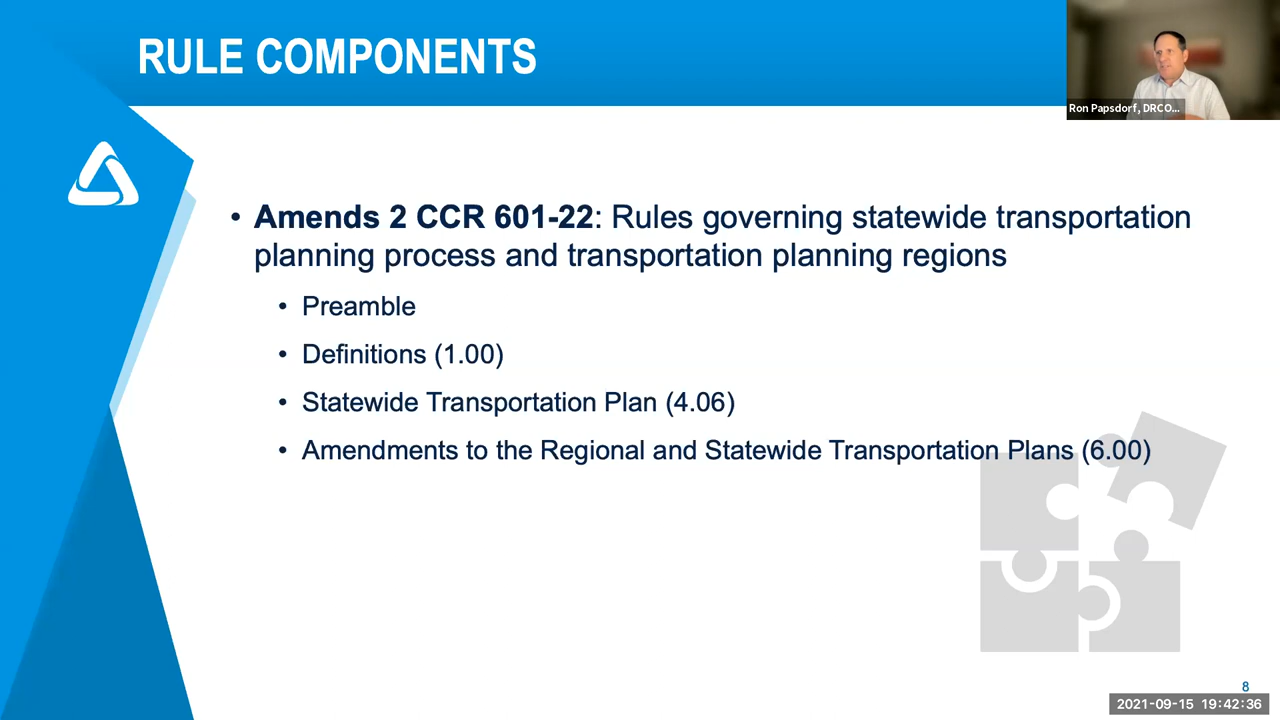 RULE COMPONENTS
Ron Papsdorf, DRCO...
• Amends 2 CCR 601-22: Rules governing statewide transportation
planning process and transportation planning regions
• Preamble
• Definitions (1.00)
• Statewide Transportation Plan (4.06)
• Amendments to the Regional and Statewide Transportation Plans (6.00)
8
2021-09-15 19:42:36